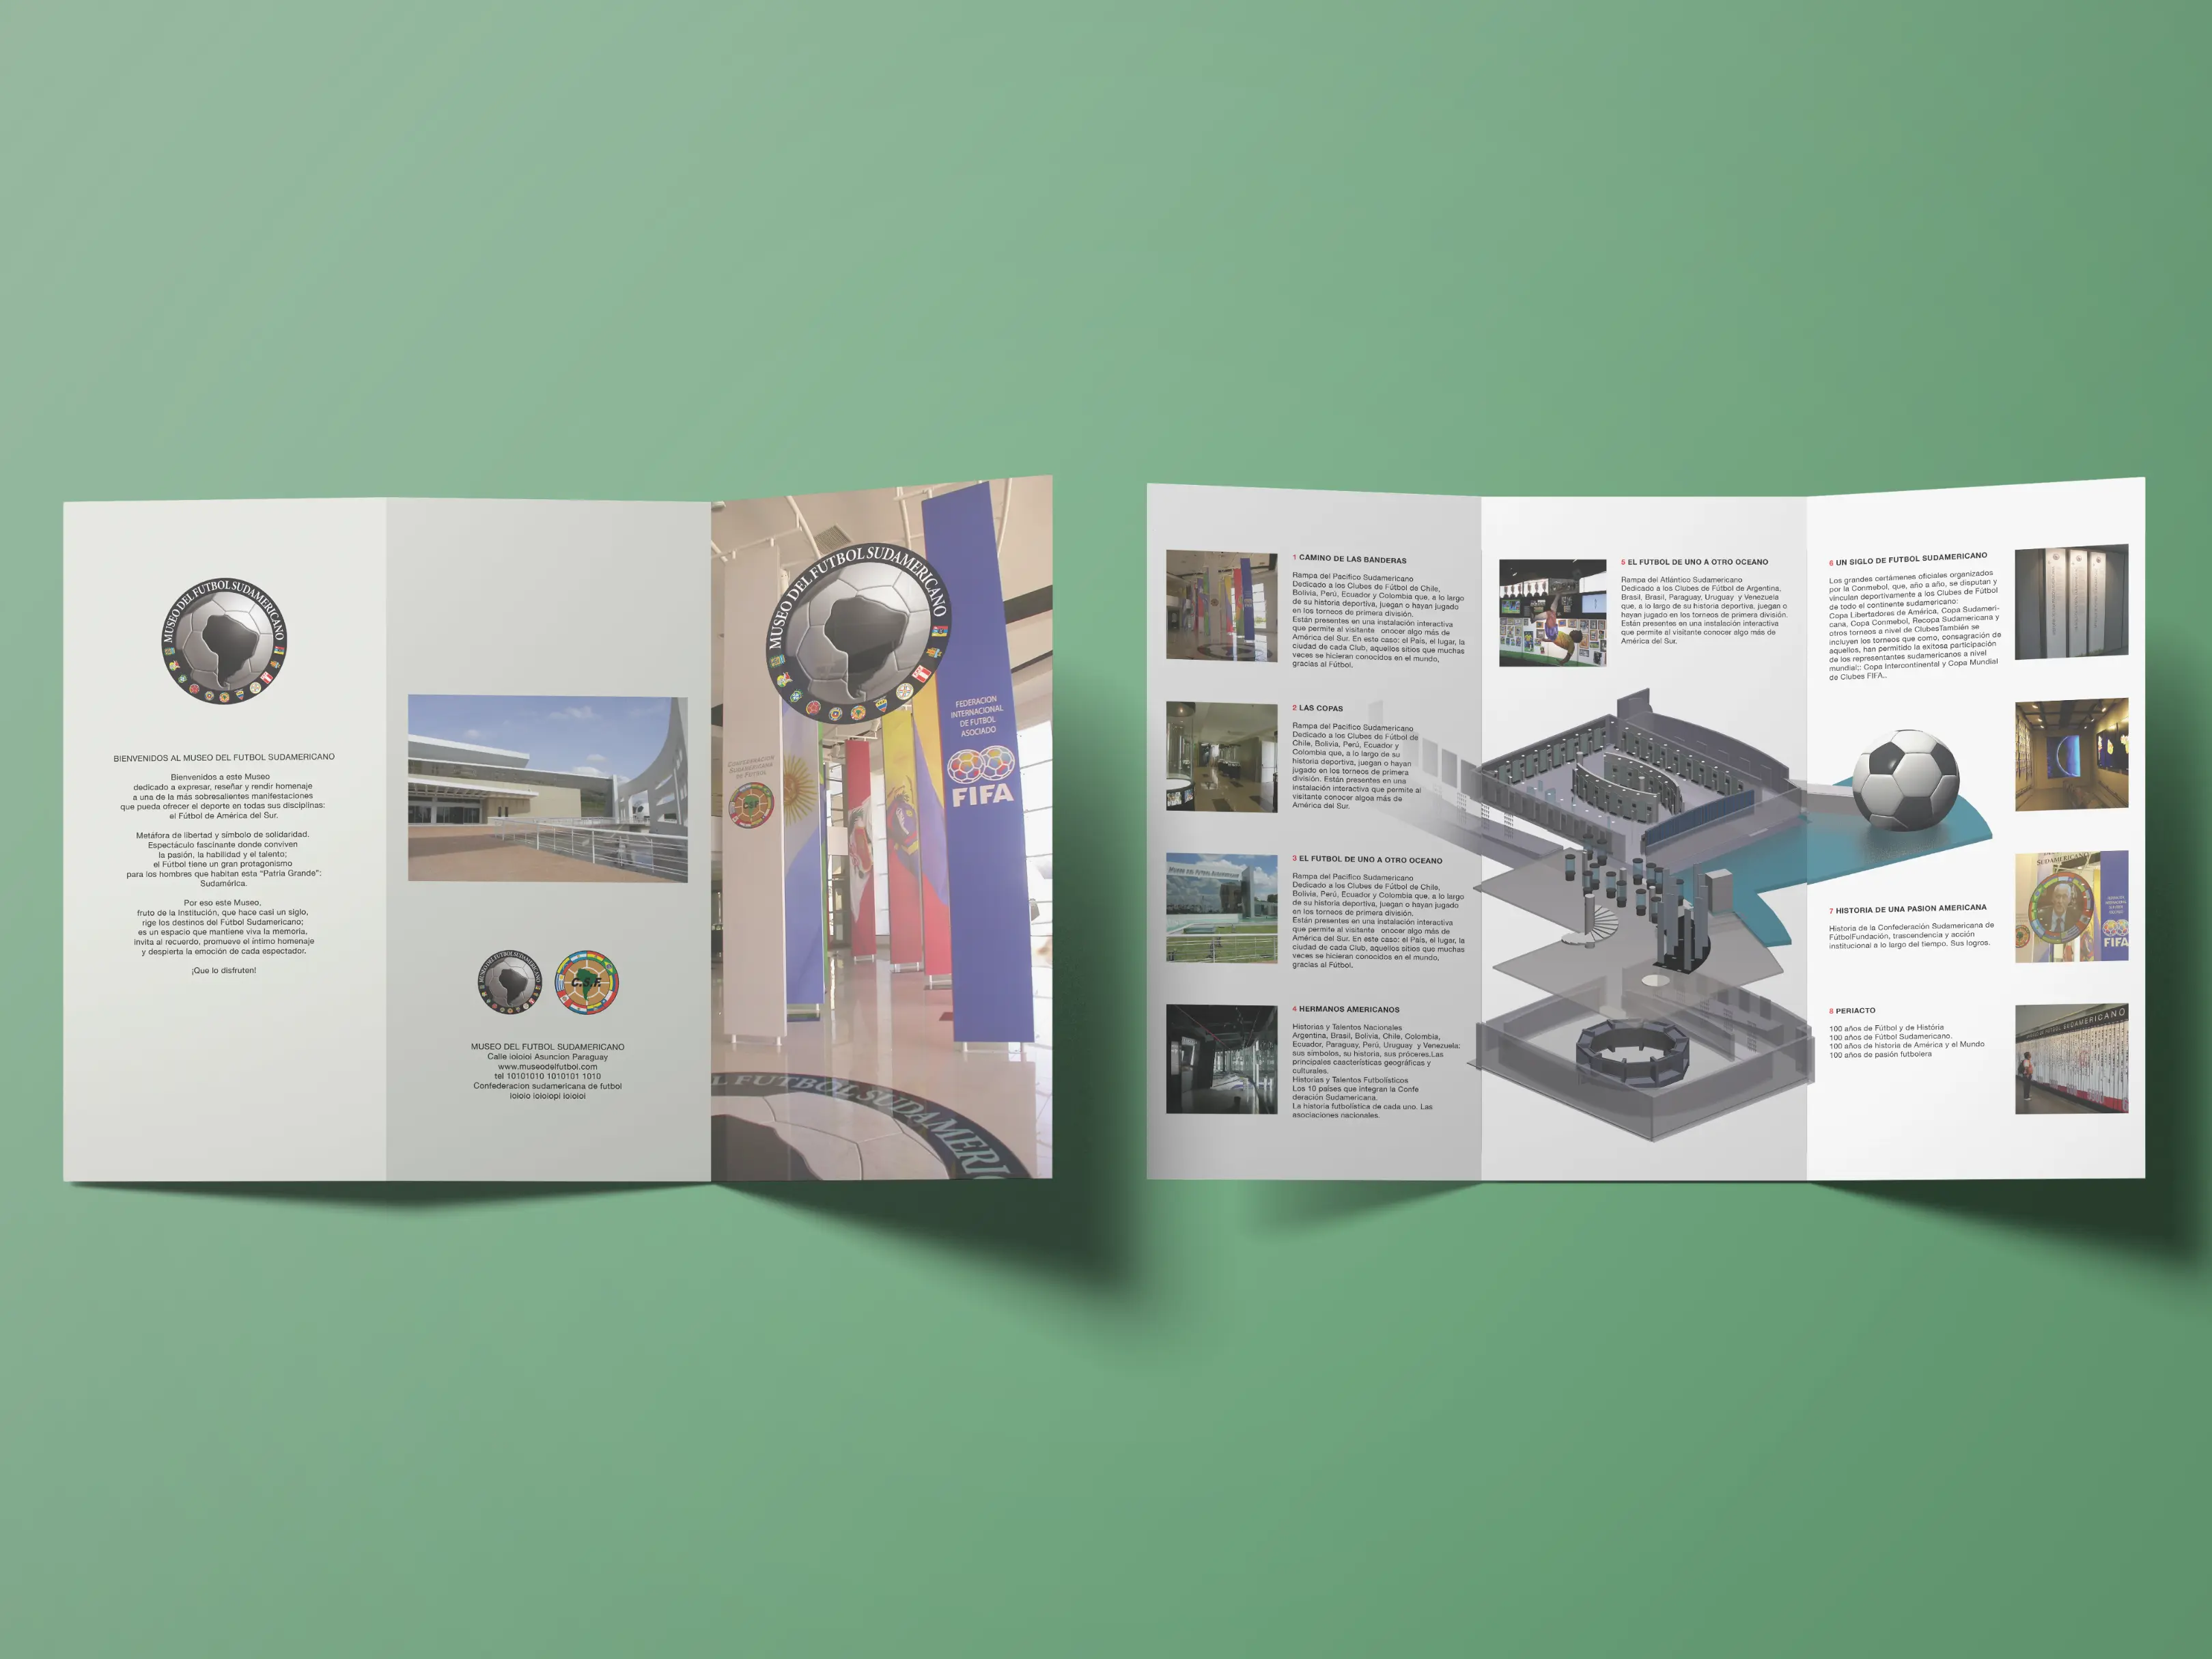 MUSEO DEL FUTBOL SUDAMERICANO
BIENVENIDOS AL MUSEO DEL FUTBOL SUDAMERICANO
Bienvenidos a este Museo
dedicado a expresar, reseñar y rendir homenaje
a una de la más sobresalientes manifestaciones
que pueda ofrecer el deporte en todas sus disciplinas:
el Fútbol de América del Sur.
Metáfora de libertad y símbolo de solidaridad.
Espectáculo fascinante donde conviven
la pasión, la habilidad y el talento;
el Fútbol tiene un gran protagonismo
para los hombres que habitan esta "Patria Grande":
Sudamérica.
Por eso este Museo,
fruto de la Institución, que hace casi un siglo,
rige los destinos del Fútbol Sudamericano;
es un espacio que mantiene viva la memoria,
invita al recuerdo, promueve el íntimo homenaje
y despierta la emoción de cada espectador.
¡Que lo disfruten!
MUSEO DEL FUTBOL SUDAMERICANO
C.S.F.
MUSEO DEL FUTBOL SUDAMERICANO
Calle ioioioi Asuncion Paraguay
www.museodelfutbol.com
tel 10101010 1010101 1010
Confederacion sudamericana de futbol
ioioio ioioiopi ioioioi
MUSEO DEL FUTBOL SUDAMERICANO
CONFEDERACION
SUDAMERICANA
DE FUTBOL
CSF
FEDERACION
INTERNACIONAL
DE FUTBOL
ASOCIADO
FIFA
L FUTBOL SUDAMERIC
1 CAMINO DE LAS BANDERAS
Rampa del Pacifico Sudamericano
Dedicado a los Clubes de Fútbol de Chile,
Bolivia, Perú, Ecuador y Colombia que, a lo largo
de su historia deportiva, juegan o hayan jugado
en los torneos de primera división.
Están presentes en una instalación interactiva
que permite al visitante onocer algo más de
América del Sur. En este caso: el País, el lugar, la
ciudad de cada Club, aquellos sitios que muchas
veces se hicieran conocidos en el mundo,
gracias al Fútbol.
2 LAS COPAS
Rampa del Pacifico Sudamericano
Dedicado a los Clubes de Fútbol de
Chile, Bolivia, Perú, Ecuador y
Colombia que, a lo largo de su
historia deportiva, juegan o hayan
jugado en los torneos de primera
división. Están presentes en una
instalación interactiva que permite al
visitante conocer algos más de
América del Sur.
3 EL FUTBOL DE UNO A OTRO OCEANO
Rampa del Pacifico Sudamericano
Dedicado a los Clubes de Fútbol de Chile,
Bolivia, Perú, Ecuador y Colombia que, a lo largo
de su historia deportiva, juegan o hayan jugado
en los torneos de primera división.
Están presentes en una instalación interactiva
que permite al visitante onocer algo más de
América del Sur. En este caso: el País, el lugar, la
ciudad de cada Club, aquellos sitios que muchas
veces se hicieran conocidos en el mundo,
gracias al Fútbol.
4 HERMANOS AMERICANOS
Historias y Talentos Nacionales
Argentina, Brasil, Bolivia, Chile, Colombia,
Ecuador, Paraguay, Perú, Uruguay y Venezuela:
sus símbolos, su historia, sus próceres.Las
principales caacterísticas geográficas y
culturales.
Historias y Talentos Futbolísticos
Los 10 países que integran la Confe
deración Sudamericana.
La historia futbolística de cada uno. Las
asociaciones nacionales.
5 EL FUTBOL DE UNO A OTRO OCEANO
Rampa del Atlántico Sudamericano
Dedicado a los Clubes de Fútbol de Argentina,
Brasil, Brasil, Paraguay, Uruguay y Venezuela
que, a lo largo de su historia deportiva, juegan o
hayan jugado en los torneos de primera división.
Están presentes en una instalación interactiva
que permite al visitante conocer algo más de
América del Sur.
6 UN SIGLO DE FUTBOL SUDAMERICANO
Los grandes certámenes oficiales organizados
por la Conmebol, que, año a año, se disputan y
vinculan deportivamente a los Clubes de Fútbol
de todo el continente sudamericano:
Copa Libertadores de América, Copa Sudameri-
cana, Copa Conmebol, Recopa Sudamericana y
otros torneos a nivel de ClubesTambién se
incluyen los torneos que como, consagración de
aquellos, han permitido la exitosa participación
de los representantes sudamericanos a nivel
mundial;: Copa Intercontinental y Copa Mundial
de Clubes FIFA..
7 HISTORIA DE UNA PASION AMERICANA
Historia de la Confederación Sudamericana de
FútbolFundación, trascendencia y acción
institucional a lo largo del tiempo. Sus logros.
SUDAMERICANO
FIFA
8 PERIACTO
100 años de Fútbol y de História
100 años de Fútbol Sudamericano.
100 años de historia de América y el Mundo
100 años de pasión futbolera